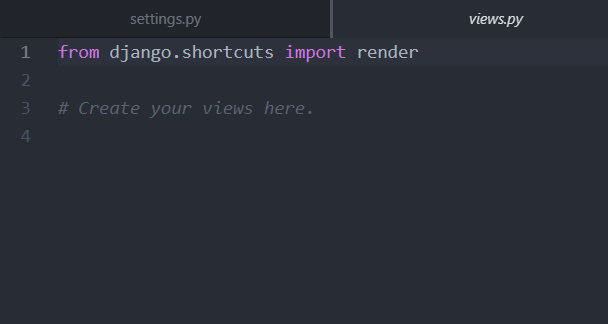 settings.py
views.py
1 from django.shortcuts import render
2
3 # Create your views here.
4